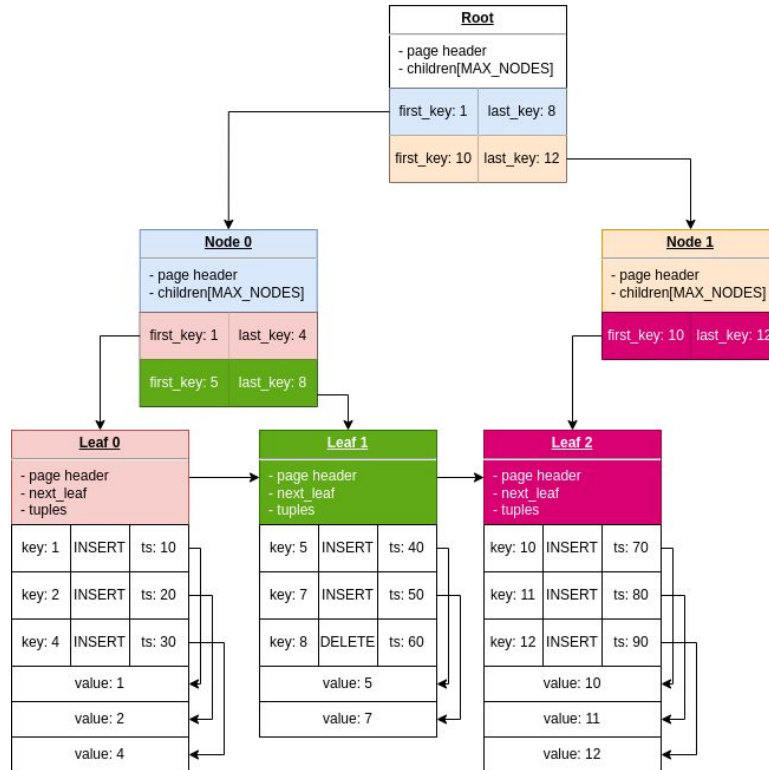 Root
- page header
- children[MAX_NODES]
first_key: 1 last_key: 8
first_key: 10 last_key: 12
Node 0
- page header
- children[MAX_NODES]
first_key: 1 last_key: 4
first_key: 5 last_key: 8
Node 1
- page header
- children[MAX_NODES]
first_key: 10 last_key: 12
Leaf 0
- page header
- next_leaf
- tuples
key: 1 INSERT ts: 10
key: 2 INSERT ts: 20
key: 4 INSERT ts: 30
value: 1
value: 2
value: 4
Leaf 1
- page header
- next_leaf
- tuples
key: 5 INSERT ts: 40
key: 7 INSERT ts: 50
key: 8 DELETE ts: 60
value: 5
value: 7
Leaf 2
- page header
- next_leaf
- tuples
key: 10 INSERT ts: 70
key: 11 INSERT ts: 80
key: 12 INSERT ts: 90
value: 10
value: 11
value: 12